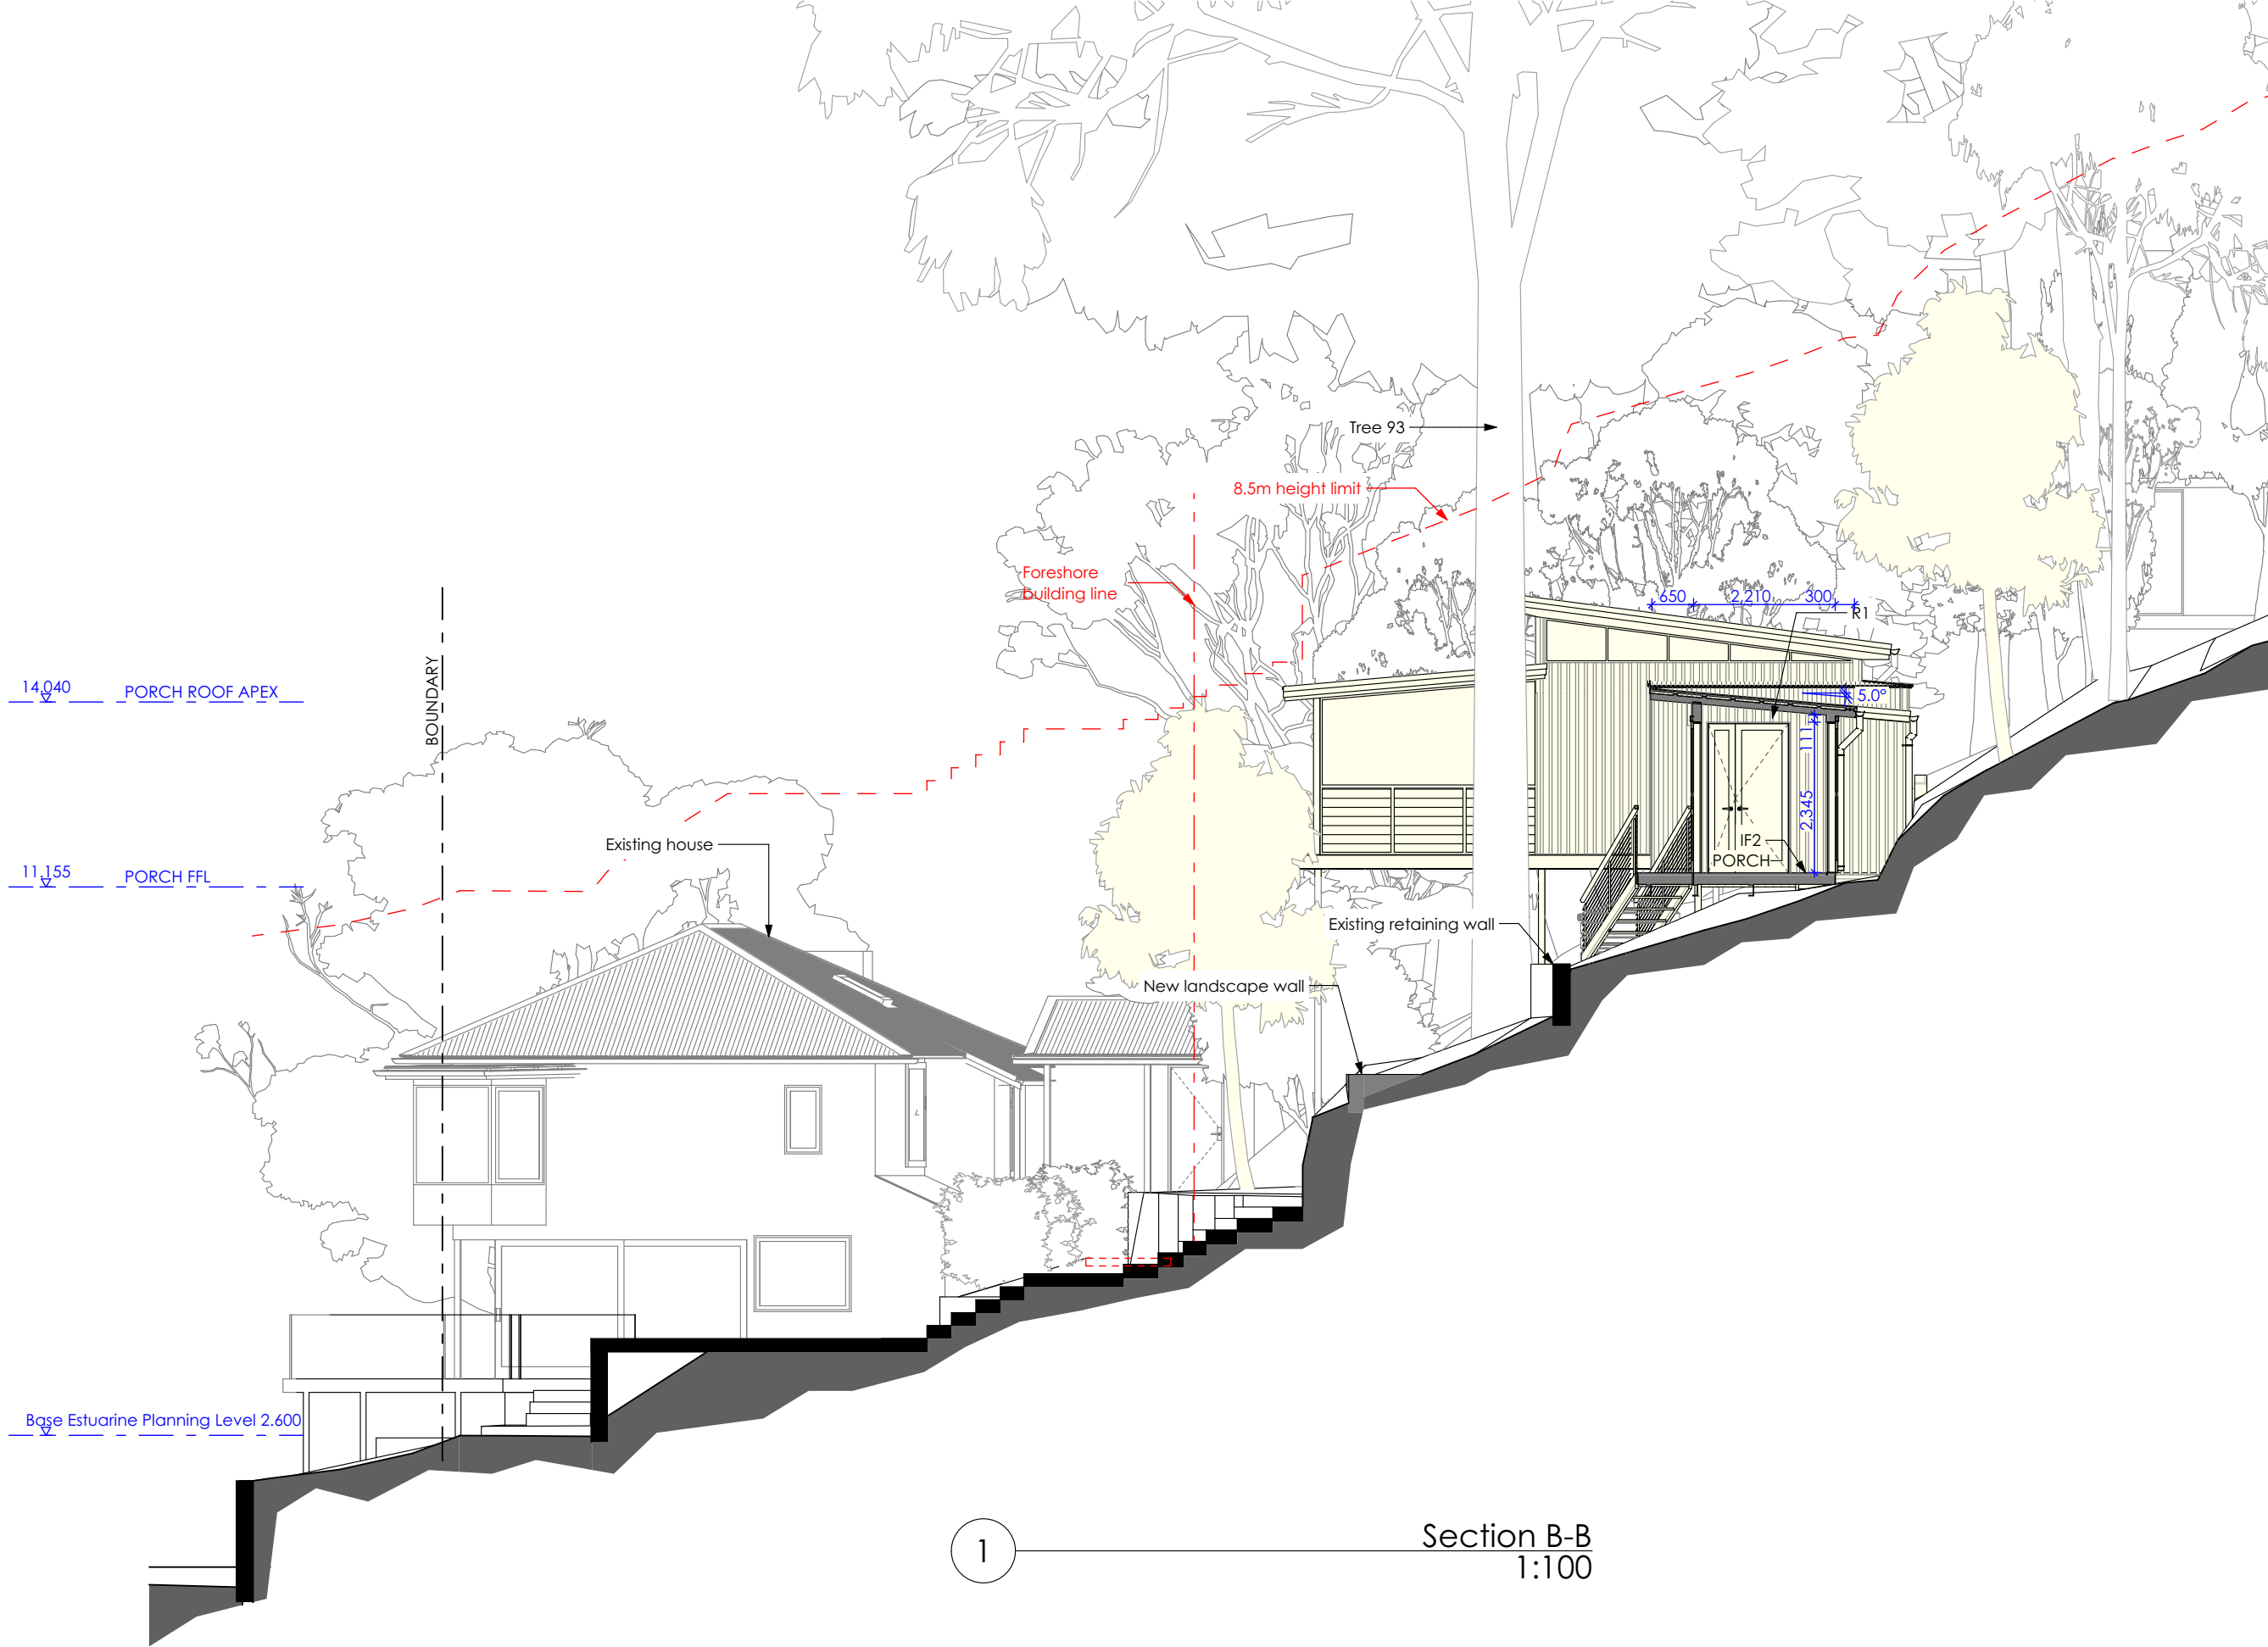 Tree 93
8.5m height limit
Foreshore
building line
650 2,210 300
R1
BOUNDARY
14.040 PORCH ROOF APEX
5.0°
111
2,345
Existing house
IF2
PORCH
11.155 PORCH FFL
Existing retaining wall
New landscape wall
Base Estuarine Planning Level 2.600
1
Section B-B
1:100